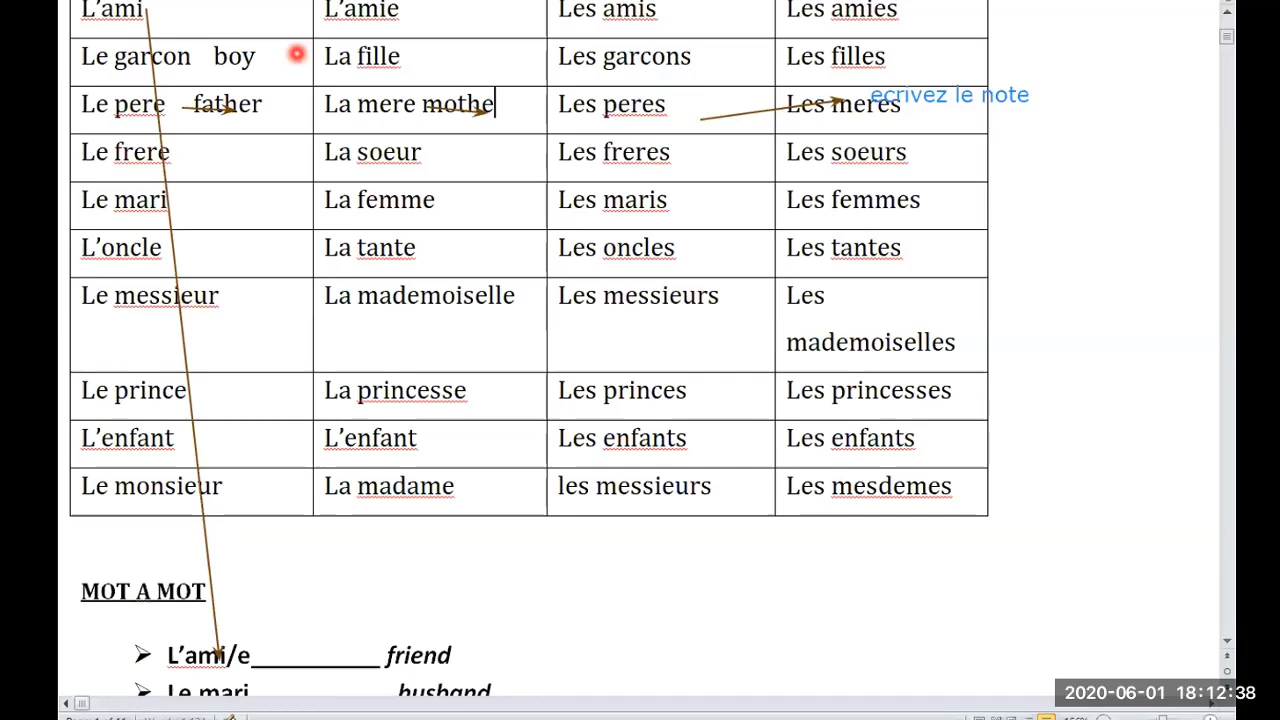 L'ami L'amie Les amis Les amies
Le garcon boy La fille Les garcons Les filles
Le pere father La mere mothe Les peres Les meres ecrivez le note
Le frere La soeur Les freres Les soeurs
Le mari La femme Les maris Les femmes
L'oncle La tante Les oncles Les tantes
Le messieur La mademoiselle Les messieurs Les
mademoiselles
Le prince La princesse Les princes Les princesses
L'enfant L'enfant Les enfants Les enfants
Le monsieur La madame les messieurs Les mesdemes
MOT A MOT
➢ L'ami/e__________ friend
➢ Le mari husband
2020-06-01 18:12:38